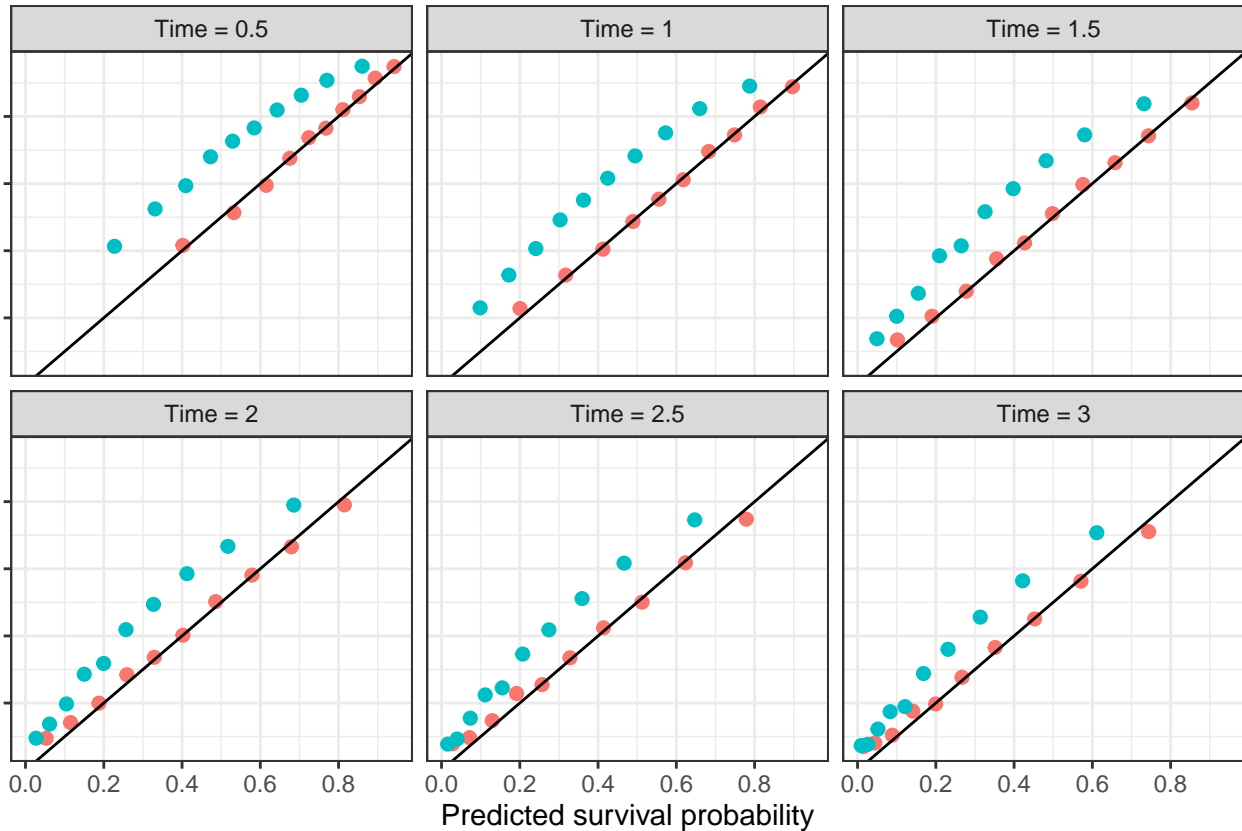 Time = 0.5
Time = 1
Time = 1.5
Time = 2
Time = 2.5
Time = 3
0.0 0.2 0.4 0.6 0.8 0.0 0.2 0.4 0.6 0.8 0.0 0.2 0.4 0.6 0.8
Predicted survival probability